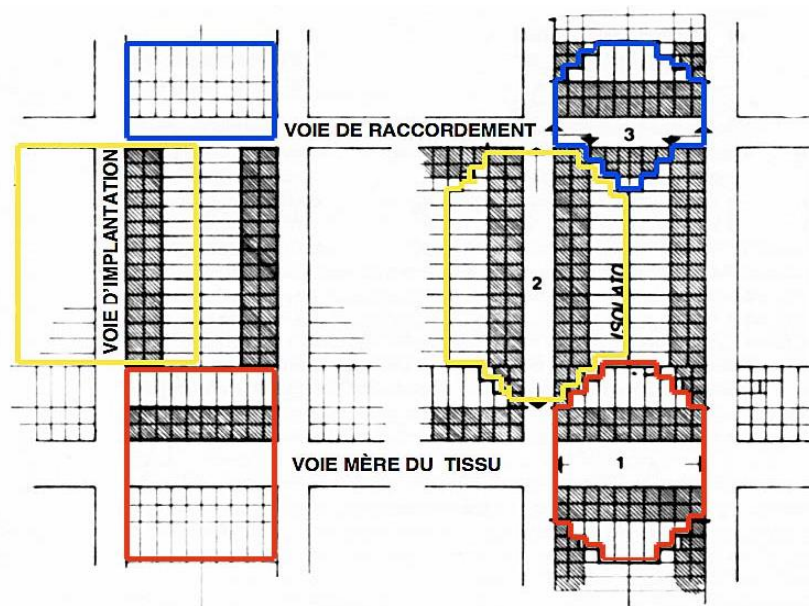 VOIE DE RACCORDEMENT
3
VOIE D'IMPLANTATION
2
ISOLATO
VOIE MÈRE DU TISSU
1